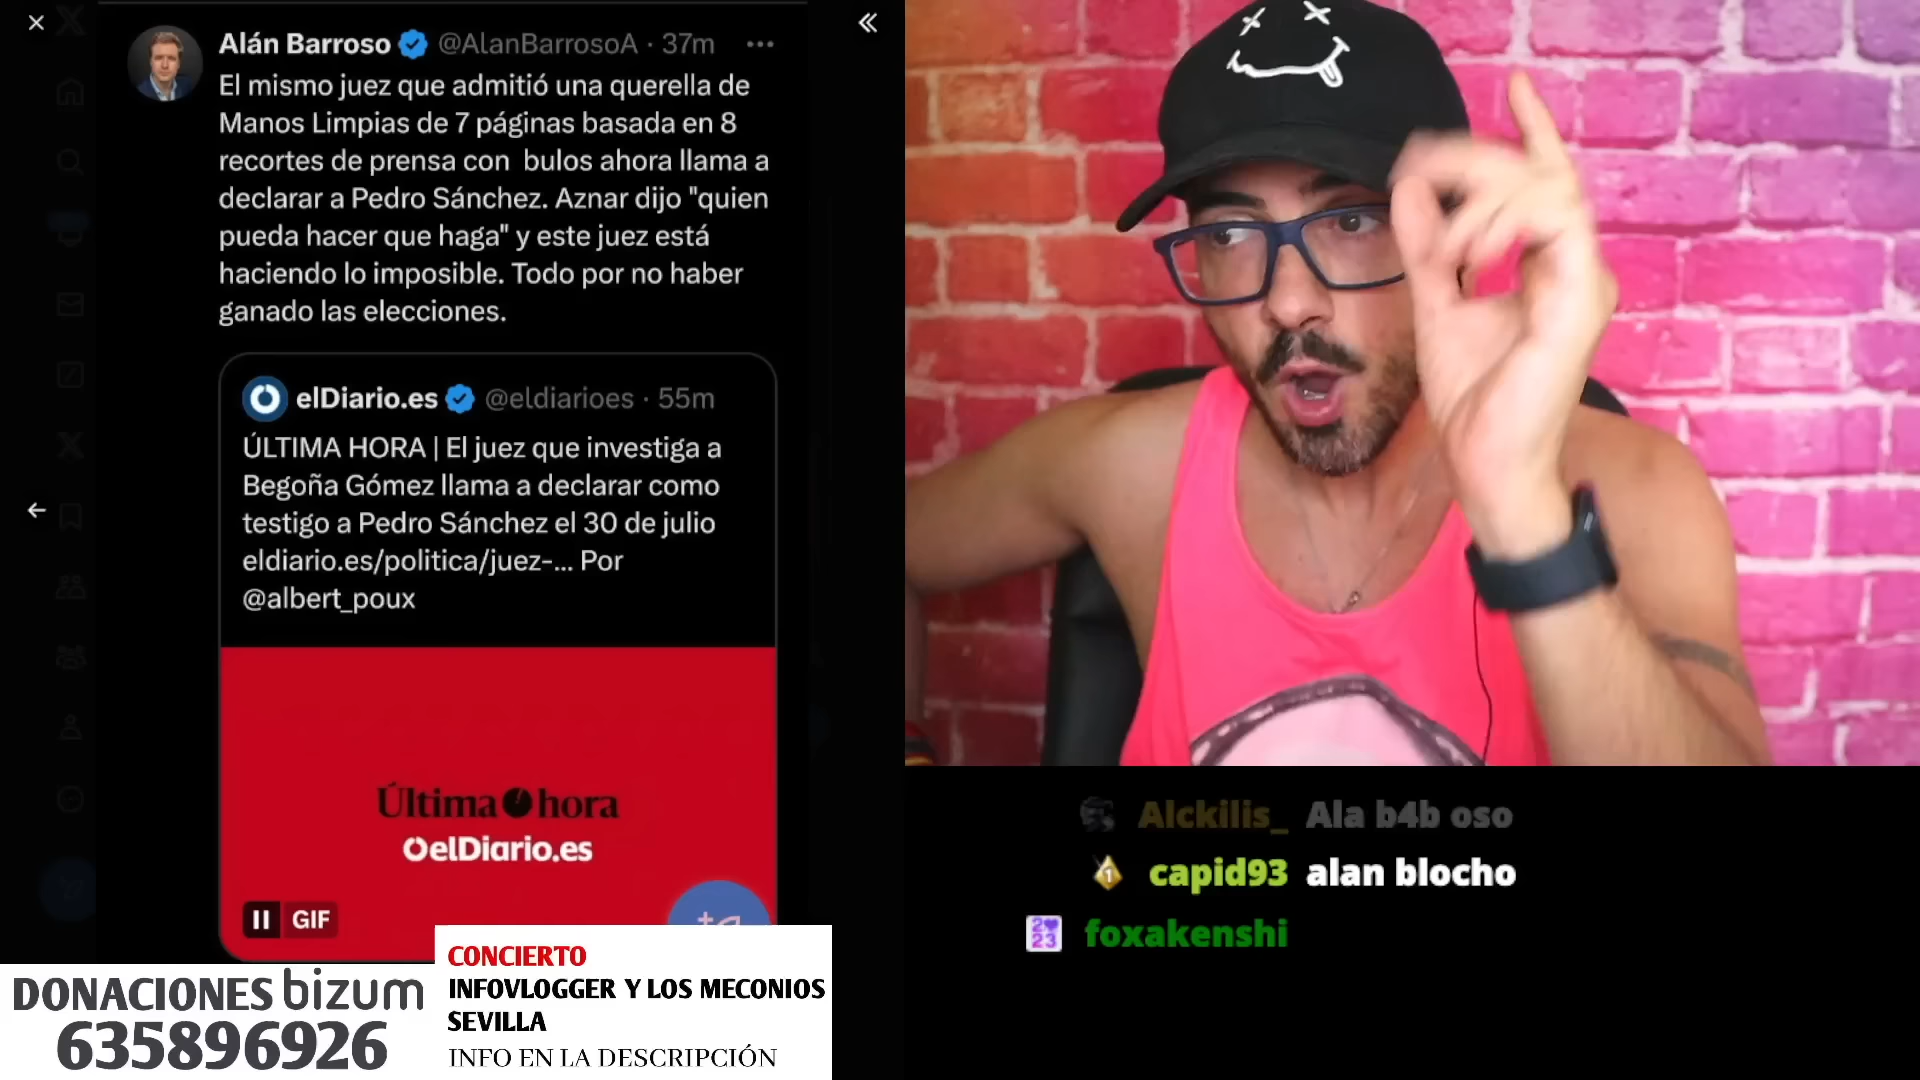 Alán Barroso @AlanBarrosoA · 37m
El mismo juez que admitió una querella de
Manos Limpias de 7 páginas basada en 8
recortes de prensa con bulos ahora llama a
declarar a Pedro Sánchez. Aznar dijo "quien
pueda hacer que haga" y este juez está
haciendo lo imposible. Todo por no haber
ganado las elecciones.
elDiario.es @eldiarioes · 55m
ÚLTIMA HORA | El juez que investiga a
Begoña Gómez llama a declarar como
testigo a Pedro Sánchez el 30 de julio
eldiario.es/politica/juez-... Por
@albert_poux
Última hora
elDiario.es
GIF
DONACIONES bizum
635896926
CONCIERTO
INFOVLOGGER Y LOS MECONIOS
SEVILLA
INFO EN LA DESCRIPCIÓN
Alckilis_ Ala b4b oso
1 capid93 alan blocho
2023 foxakenshi